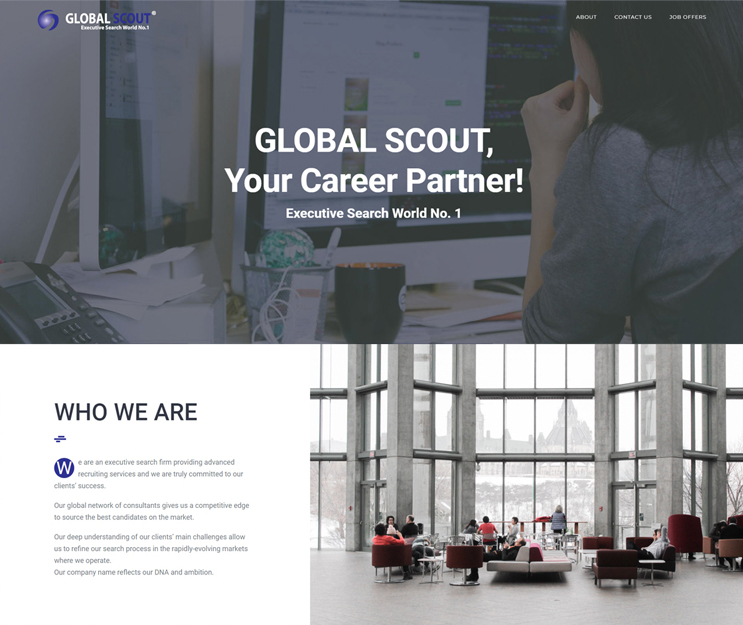 GLOBAL SCOUT®
Executive Search World No.1
ABOUT CONTACT US JOB OFFERS
GLOBAL SCOUT,
Your Career Partner!
Executive Search World No. 1
WHO WE ARE
We are an executive search firm providing advanced
recruiting services and we are truly committed to our
clients' success.
Our global network of consultants gives us a competitive edge
to source the best candidates on the market.
Our deep understanding of our clients' main challenges allow
us to refine our search process in the rapidly-evolving markets
where we operate.
Our company name reflects our DNA and ambition.